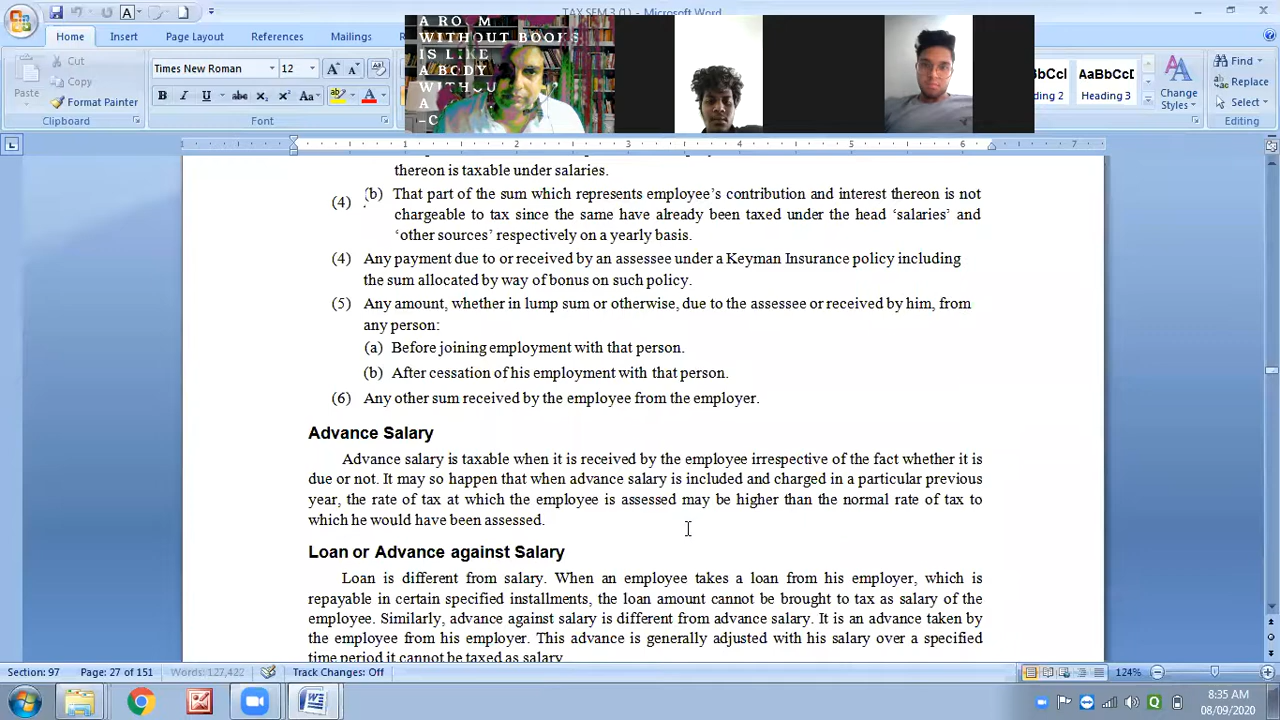 TAX SEM 3 (1) - Microsoft Word
Home Insert Page Layout References Mailings
Cut
Copy
Format Painter
Paste
Clipboard
Times New Roman 12
Font
A ROOM
WITHOUT BOOKS
IS LIKE
A BODY
WITHOU
A
–C
bCcI AaBbCcD
ading 2 Heading 3
Change Styles
Find
Replace
Select
Editing
thereon is taxable under salaries.
(4) (b) That part of the sum which represents employee’s contribution and interest thereon is not
chargeable to tax since the same have already been taxed under the head ‘salaries’ and
‘other sources’ respectively on a yearly basis.
(4) Any payment due to or received by an assessee under a Keyman Insurance policy including
the sum allocated by way of bonus on such policy.
(5) Any amount, whether in lump sum or otherwise, due to the assessee or received by him, from
any person:
(a) Before joining employment with that person.
(b) After cessation of his employment with that person.
(6) Any other sum received by the employee from the employer.
Advance Salary
Advance salary is taxable when it is received by the employee irrespective of the fact whether it is
due or not. It may so happen that when advance salary is included and charged in a particular previous
year, the rate of tax at which the employee is assessed may be higher than the normal rate of tax to
which he would have been assessed.
Loan or Advance against Salary
Loan is different from salary. When an employee takes a loan from his employer, which is
repayable in certain specified installments, the loan amount cannot be brought to tax as salary of the
employee. Similarly, advance against salary is different from advance salary. It is an advance taken by
the employee from his employer. This advance is generally adjusted with his salary over a specified
time period it cannot be taxed as salary
Section: 97 Page: 27 of 151 Words: 127,422 Track Changes: Off 124%
8:35 AM
08/09/2020